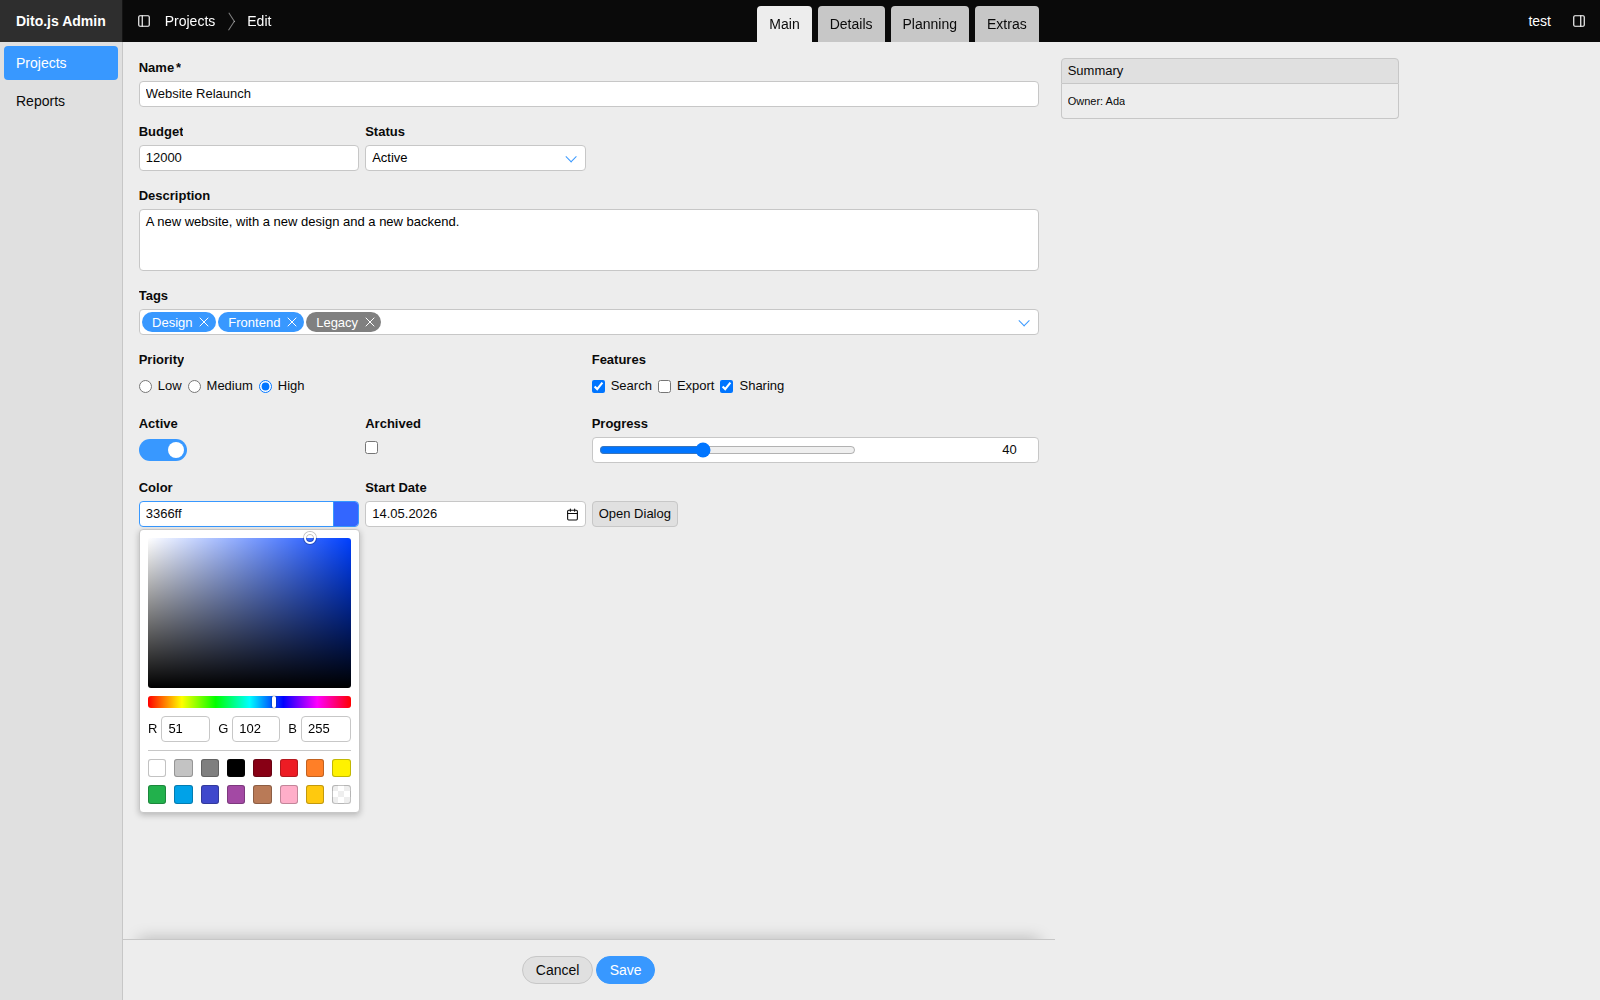 Dito.js Admin
Projects
Edit
Main
Details
Planning
Extras
test
Projects
Reports
Name*
Website Relaunch
Budget
Status
12000
Active
Description
A new website, with a new design and a new backend.
Tags
Design
Frontend
Legacy
Priority
Features
Low
Medium
High
Search
Export
Sharing
Active
Archived
Progress
40
Color
Start Date
3366ff
14.05.2026
Open Dialog
R
51
G
102
B
255
Summary
Owner: Ada
Cancel
Save